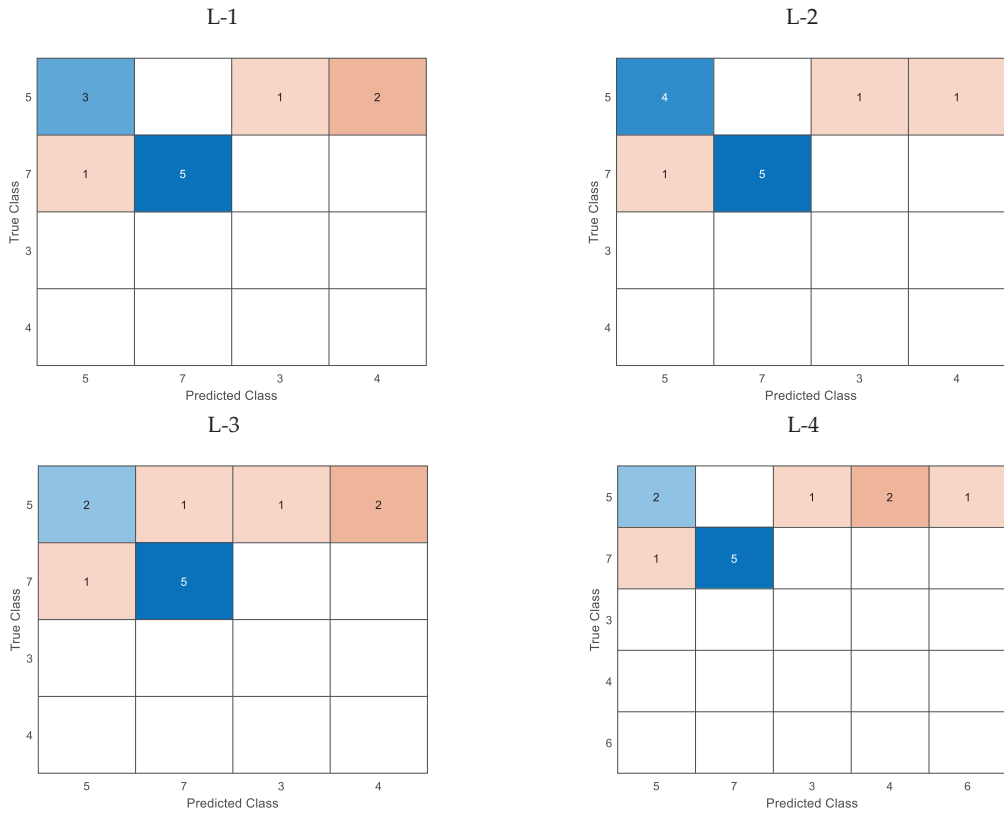 L-1
5 3 1 2
7 1 5
3
4
True Class
5 7 3 4
Predicted Class
L-2
5 4 1 1
7 1 5
3
4
True Class
5 7 3 4
Predicted Class
L-3
5 2 1 1 2
7 1 5
3
4
True Class
5 7 3 4
Predicted Class
L-4
5 2 1 2 1
7 1 5
3
4
6
True Class
5 7 3 4 6
Predicted Class